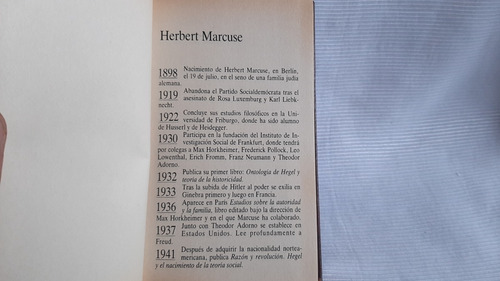 Herbert Marcuse
1898 Nacimiento de Herbert Marcuse, en Berlín,
el 19 de julio, en el seno de una familia judía
alemana.
1919 Abandona el Partido Socialdemócrata tras el
asesinato de Rosa Luxemburg y Karl Liebk-
necht.
1922 Concluye sus estudios filosóficos en la Uni-
versidad de Friburgo, donde ha sido alumno
de Husserl y de Heidegger.
1930 Participa en la fundación del Instituto de In-
vestigación Social de Frankfurt, donde tendrá
por colegas a Max Horkheimer, Frederick Pollock, Leo
Lowenthal, Erich Fromm, Franz Neumann y Theodor
Adorno.
1932 Publica su primer libro: Ontología de Hegel y
teoría de la historicidad.
1933 Tras la subida de Hitler al poder se exilia en
Ginebra primero y luego en Francia.
1936 Aparece en París Estudios sobre la autoridad
y la familia, libro editado bajo la dirección de
Max Horkheimer y en el que Marcuse ha colaborado.
1937 Junto con Theodor Adorno se establece en
Estados Unidos. Lee profundamente a
Freud.
1941 Después de adquirir la nacionalidad nortea-
mericana, publica Razón y revolución. Hegel
y el nacimiento de la teoría social.